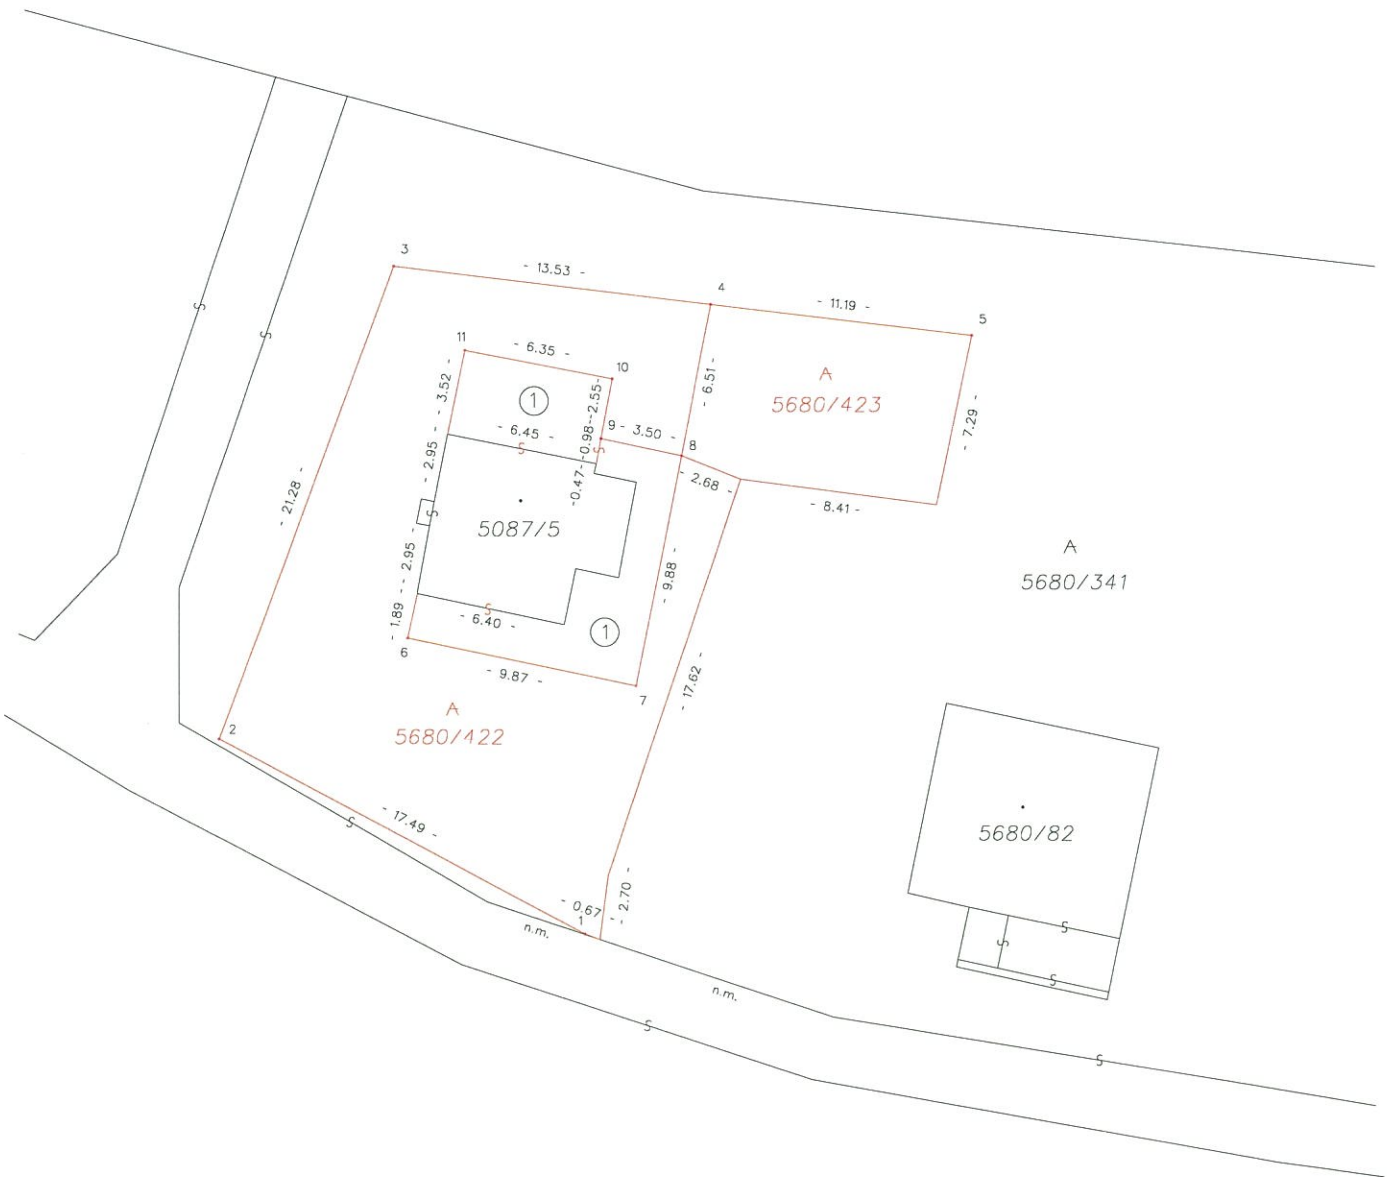 S
S
3
- 13.53 -
4
- 11.19 -
5
11
- 6.35 -
10
- 3.52 -
1
-2.55-
- 6.51 -
A
5680/423
- 7.29 -
- 6.45 -
S
-0.98-
S
9
- 3.50 -
8
- 2.95 -
-0.47-
- 2.68 -
- 8.41 -
- 21.28 -
S
5087/5
- 2.95 -
- 9.88 -
A
5680/341
- 1.89 -
S
- 6.40 -
1
6
- 9.87 -
7
- 17.62 -
2
A
5680/422
- 17.49 -
S
5680/82
- 0.67 -
- 2.70 -
1
n.m.
n.m.
S
S
S
S
S